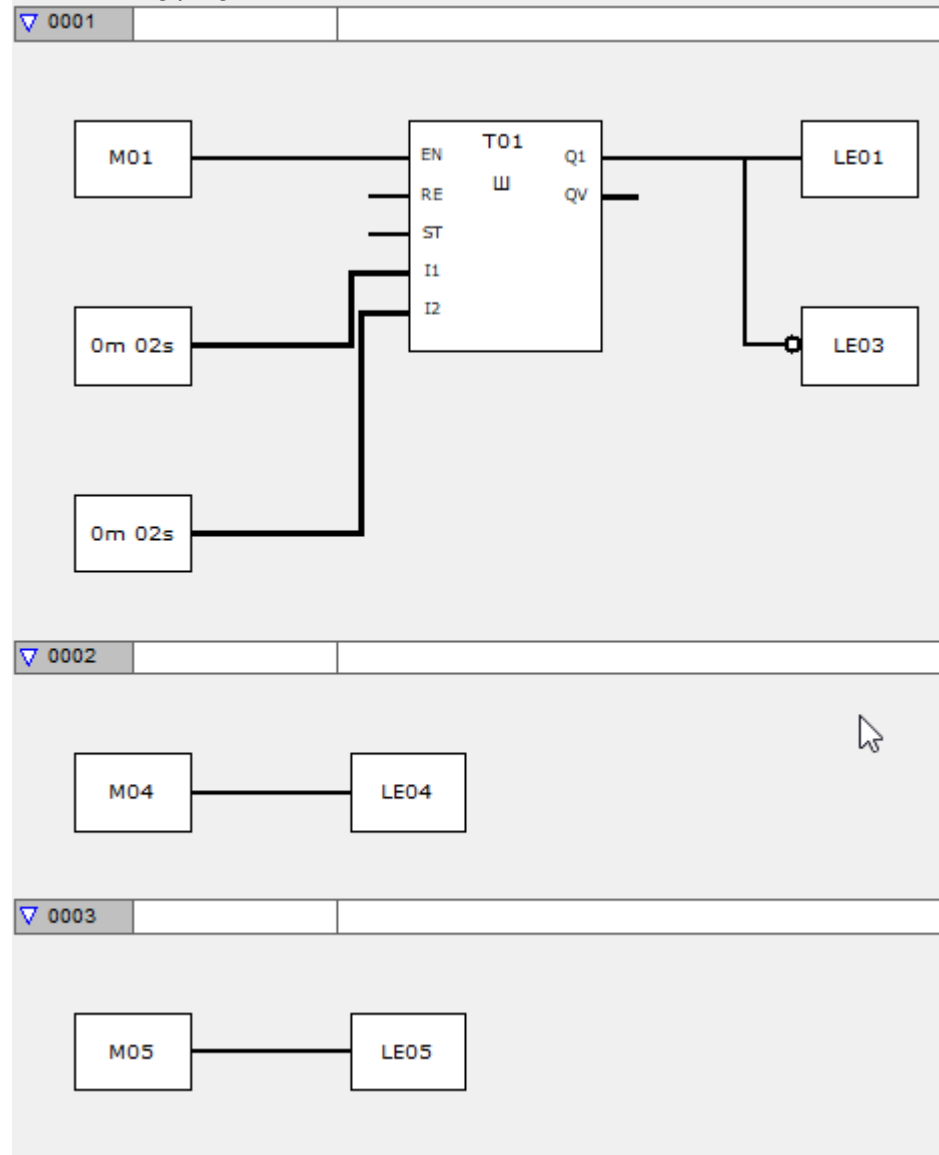 0001
M01
T01
EN
Q1
LE01
Ш
RE
QV
ST
I1
I2
0m 02s
LE03
0m 02s
0002
M04
LE04
0003
M05
LE05